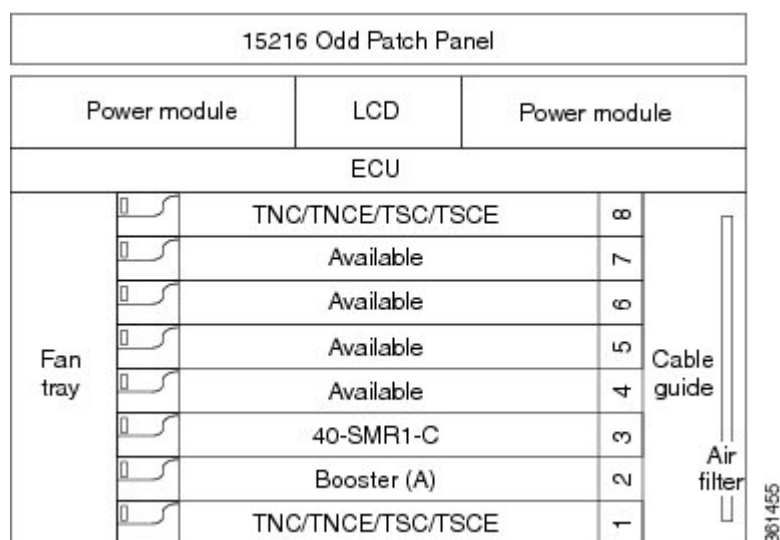 15216 Odd Patch Panel
Power module LCD Power module
ECU
TNC/TNCE/TSC/TSCE 8
Available 7
Available 6
Available 5
Available 4
40-SMR1-C 3
Booster (A) 2
TNC/TNCE/TSC/TSCE 1
Fan
tray
Cable
guide
Air
filter
361455